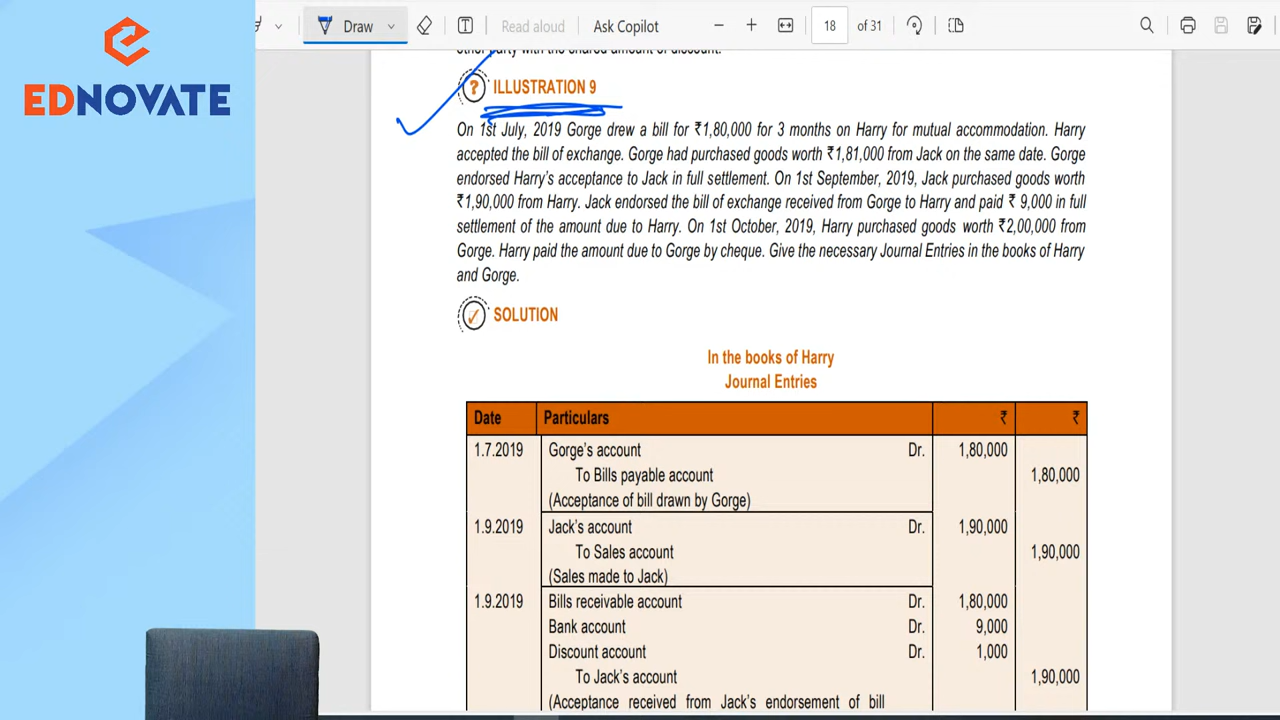 EDNOVATE
Draw
Read aloud
Ask Copilot
18
of 31
other party with the shared amount of discount.
? ILLUSTRATION 9
On 1st July, 2019 Gorge drew a bill for ₹1,80,000 for 3 months on Harry for mutual accommodation. Harry
accepted the bill of exchange. Gorge had purchased goods worth ₹1,81,000 from Jack on the same date. Gorge
endorsed Harry's acceptance to Jack in full settlement. On 1st September, 2019, Jack purchased goods worth
₹1,90,000 from Harry. Jack endorsed the bill of exchange received from Gorge to Harry and paid ₹ 9,000 in full
settlement of the amount due to Harry. On 1st October, 2019, Harry purchased goods worth ₹2,00,000 from
Gorge. Harry paid the amount due to Gorge by cheque. Give the necessary Journal Entries in the books of Harry
and Gorge.
SOLUTION
In the books of Harry
Journal Entries
Date Particulars ₹ ₹
1.7.2019 Gorge's account Dr. 1,80,000
To Bills payable account 1,80,000
(Acceptance of bill drawn by Gorge)
1.9.2019 Jack's account Dr. 1,90,000
To Sales account 1,90,000
(Sales made to Jack)
1.9.2019 Bills receivable account Dr. 1,80,000
Bank account Dr. 9,000
Discount account Dr. 1,000
To Jack's account 1,90,000
(Acceptance received from Jack's endorsement of bill